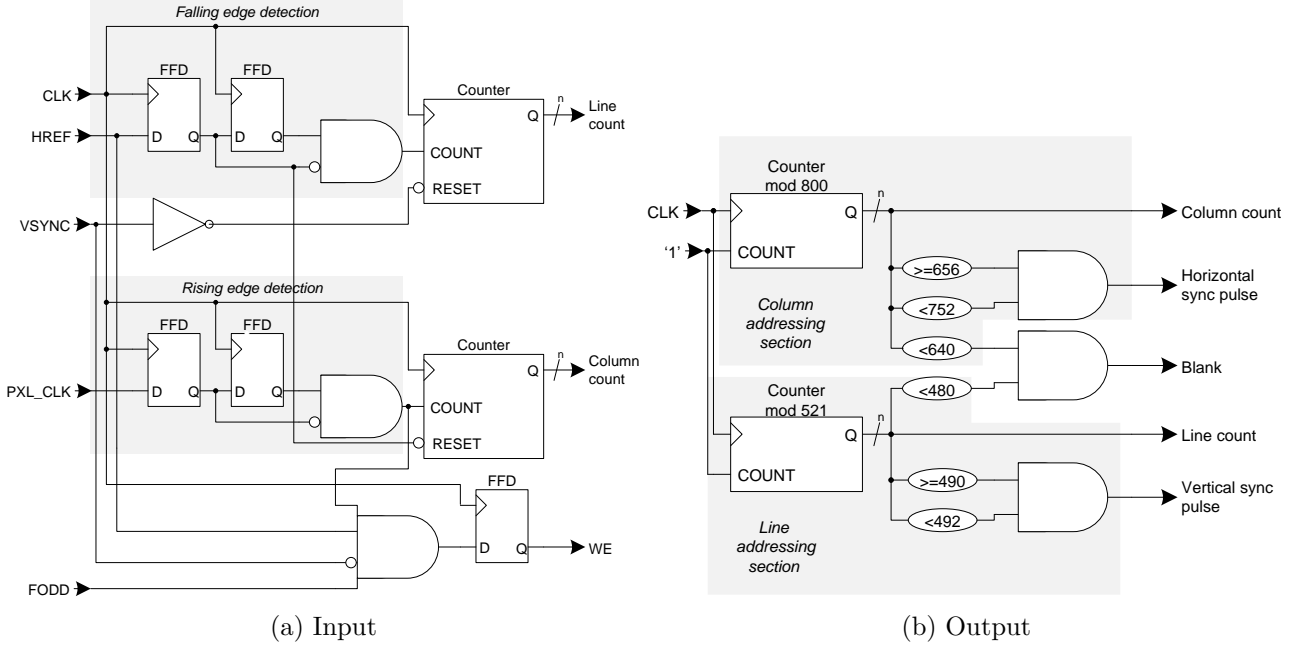 Falling edge detection
FFD
FFD
CLK
HREF
D
Q
D
Q
Counter
Q
n
Line
count
COUNT
RESET
VSYNC
Rising edge detection
FFD
FFD
PXL_CLK
D
Q
D
Q
Counter
Q
n
Column
count
COUNT
RESET
FFD
D
Q
WE
FODD
(a) Input
Counter
mod 800
CLK
Q
n
Column count
'1'
COUNT
>=656
Horizontal
sync pulse
<752
Column
addressing
section
<640
Blank
<480
Counter
mod 521
Q
n
Line count
COUNT
>=490
Vertical sync
pulse
<492
Line
addressing
section
(b) Output